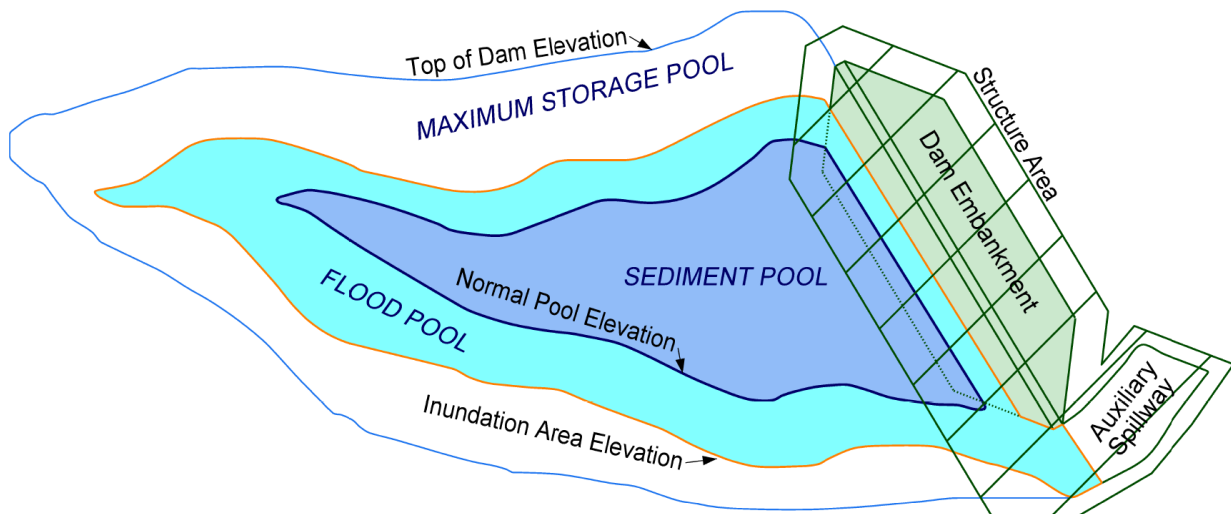 Top of Dam Elevation
MAXIMUM STORAGE POOL
Structure Area
Dam Embankment
SEDIMENT POOL
FLOOD POOL
Normal Pool Elevation
Inundation Area Elevation
Auxiliary
Spillway